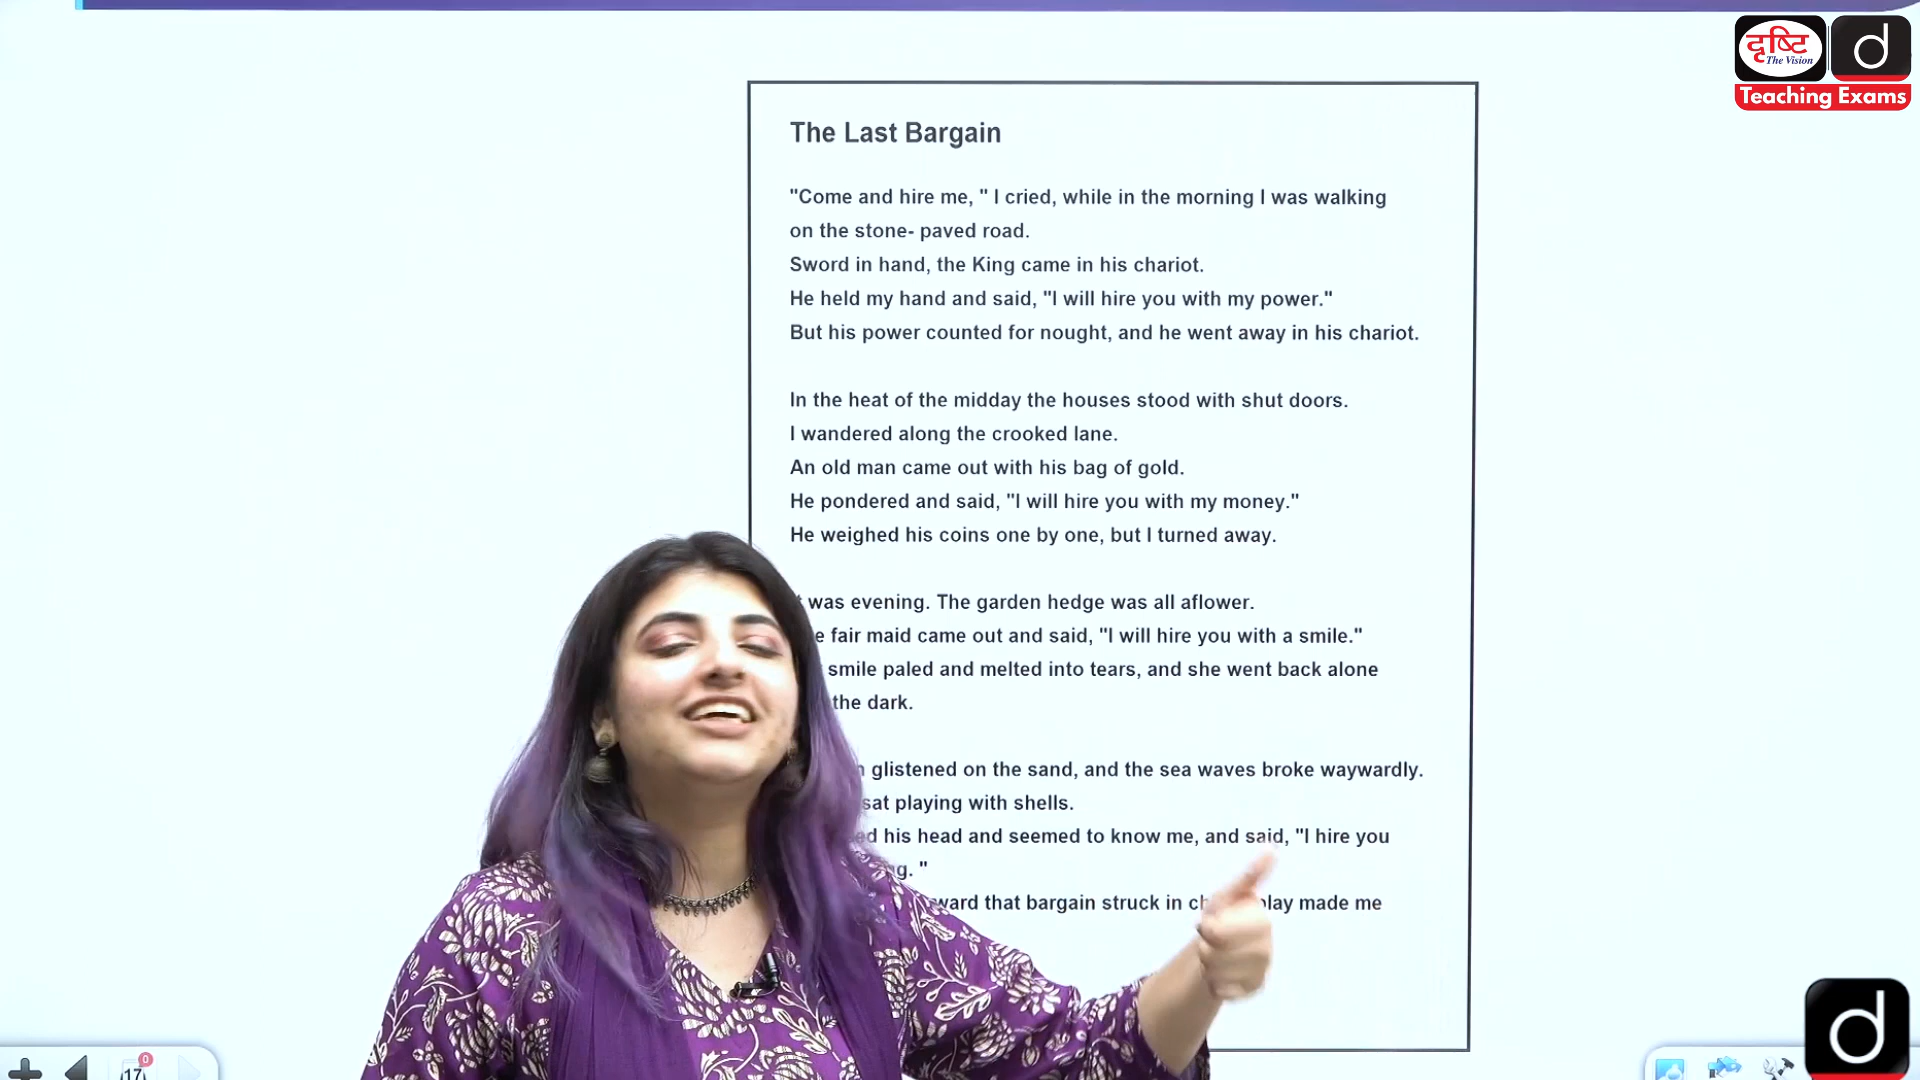 दृष्टि
The Vision
d
Teaching Exams
The Last Bargain
"Come and hire me, " I cried, while in the morning I was walking
on the stone- paved road.
Sword in hand, the King came in his chariot.
He held my hand and said, "I will hire you with my power."
But his power counted for nought, and he went away in his chariot.
In the heat of the midday the houses stood with shut doors.
I wandered along the crooked lane.
An old man came out with his bag of gold.
He pondered and said, "I will hire you with my money."
He weighed his coins one by one, but I turned away.
was evening. The garden hedge was all aflower.
fair maid came out and said, "I will hire you with a smile."
smile paled and melted into tears, and she went back alone
the dark.
glistened on the sand, and the sea waves broke waywardly.
sat playing with shells.
his head and seemed to know me, and said, "I hire you
that bargain struck in play made me
0
17
d